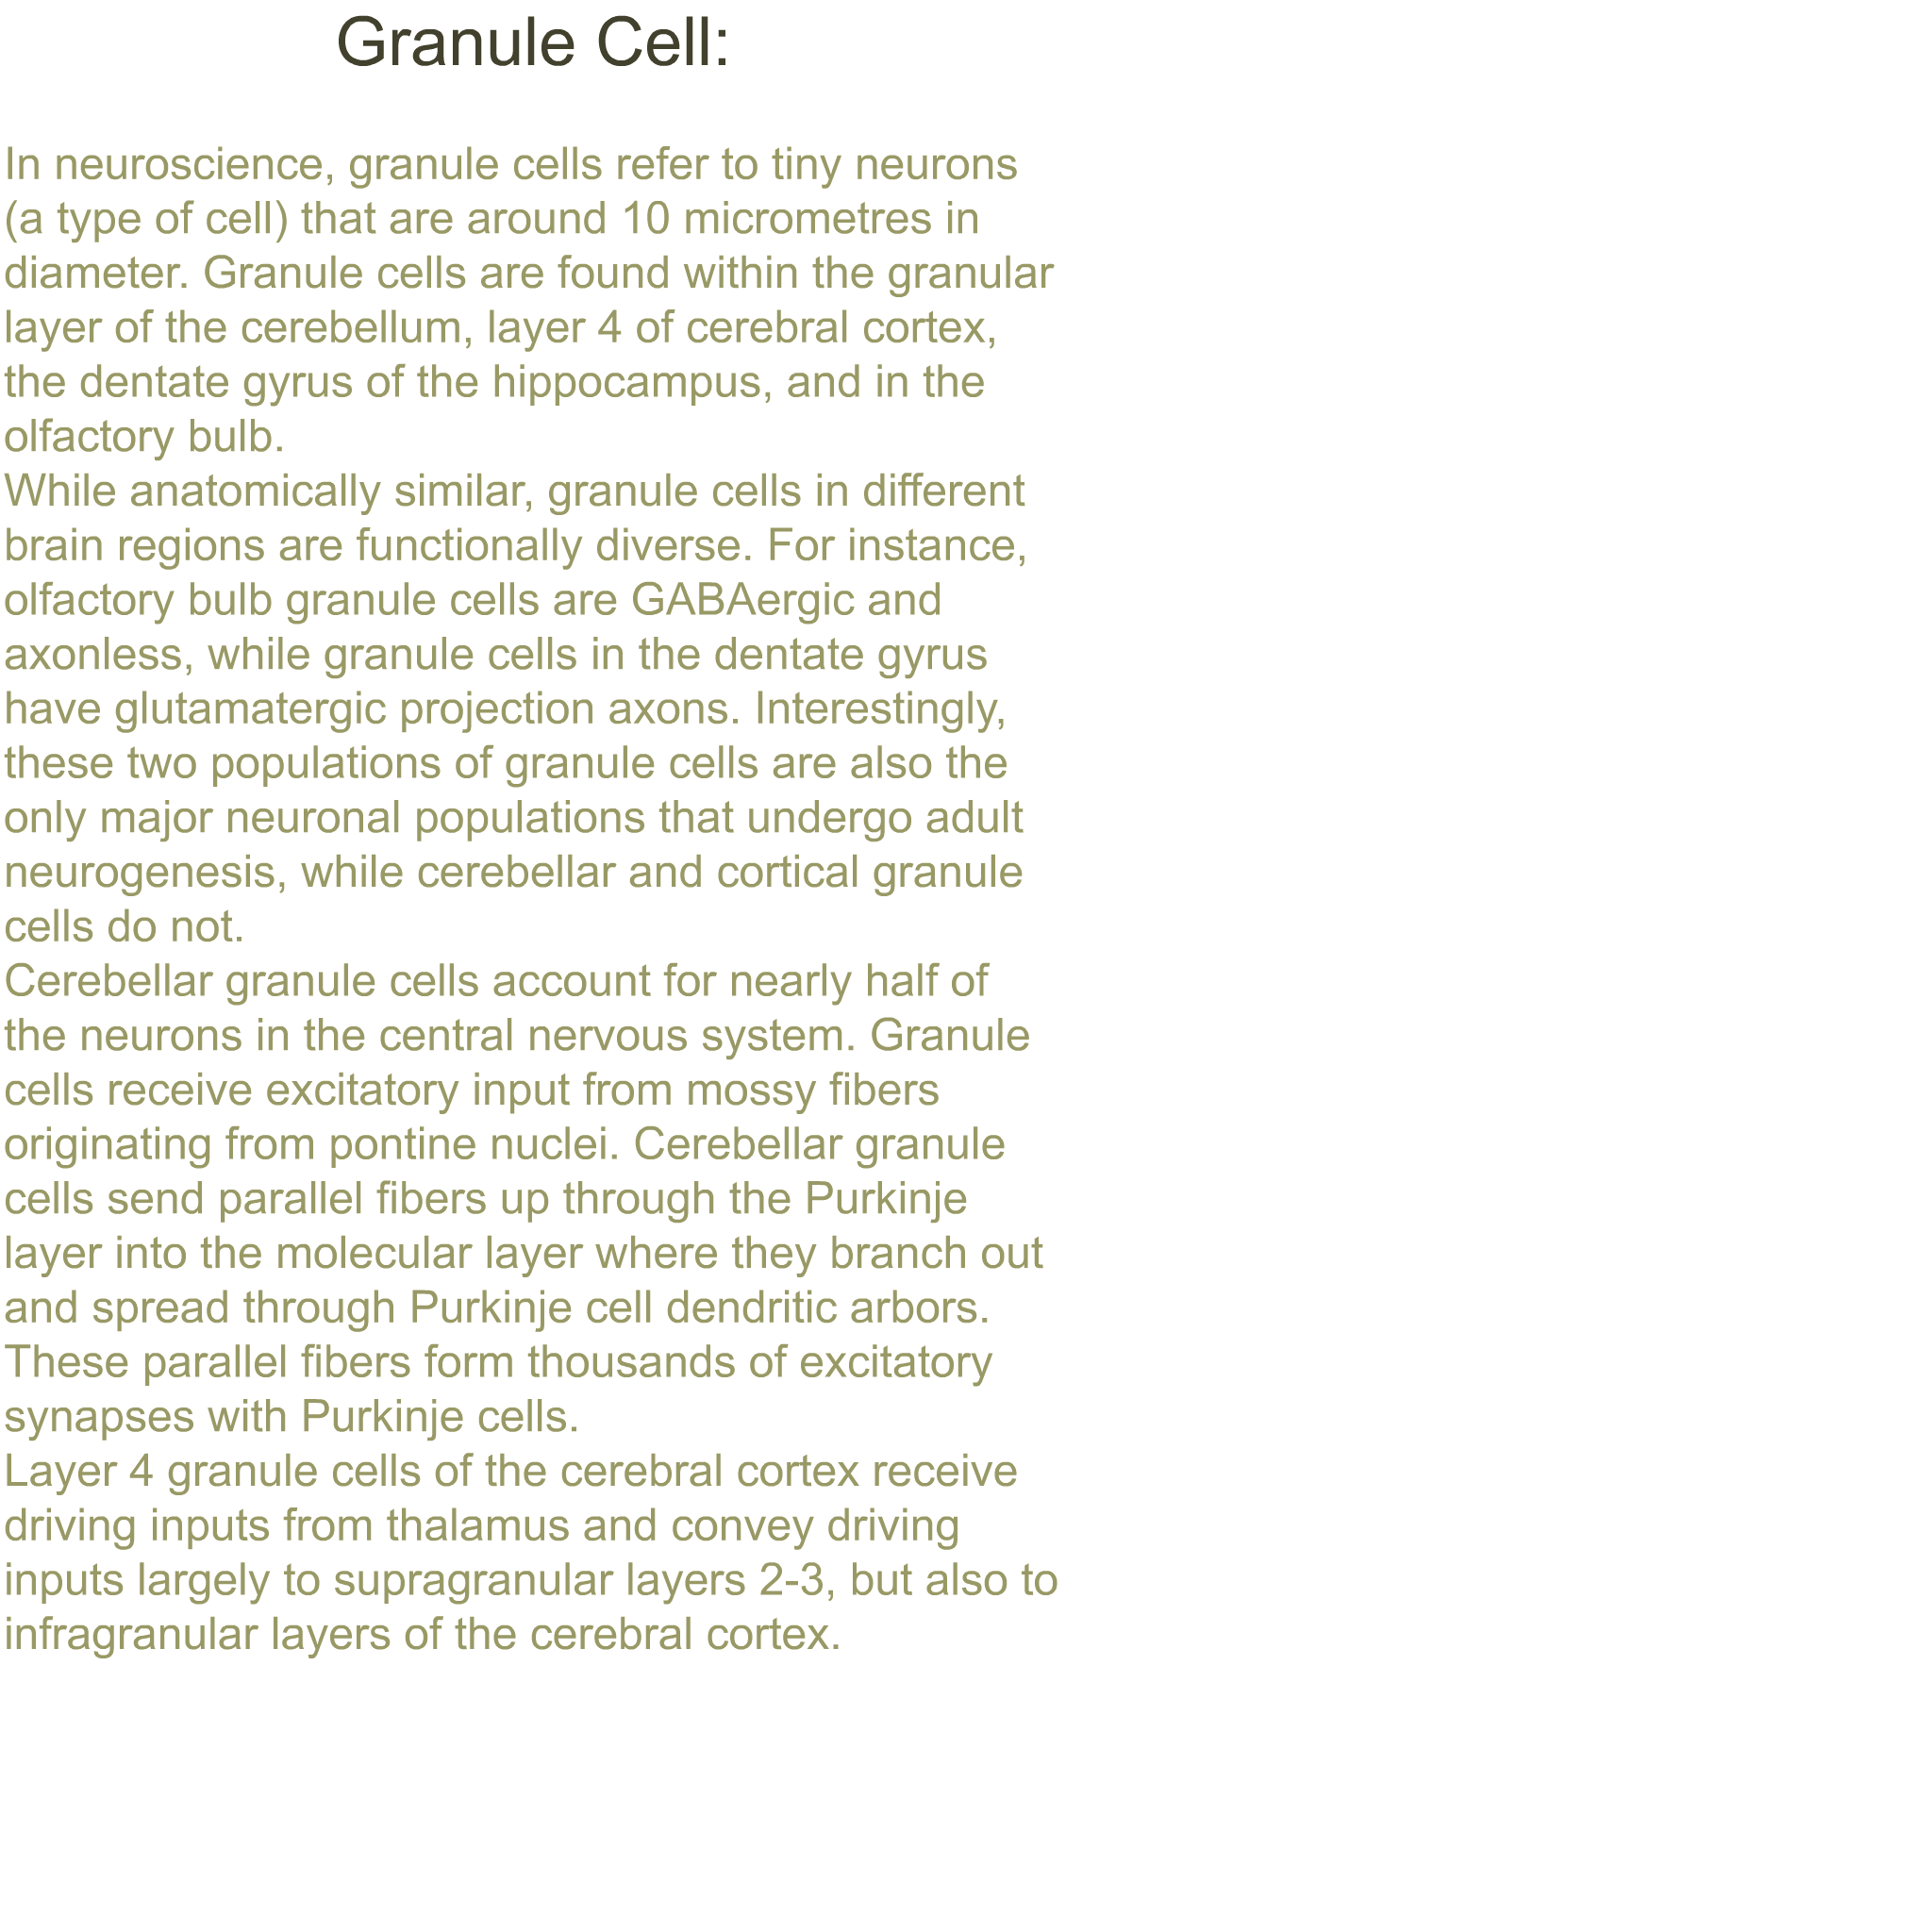 Granule Cell:
In neuroscience, granule cells refer to tiny neurons
(a type of cell) that are around 10 micrometres in
diameter. Granule cells are found within the granular
layer of the cerebellum, layer 4 of cerebral cortex,
the dentate gyrus of the hippocampus, and in the
olfactory bulb.
While anatomically similar, granule cells in different
brain regions are functionally diverse. For instance,
olfactory bulb granule cells are GABAergic and
axonless, while granule cells in the dentate gyrus
have glutamatergic projection axons. Interestingly,
these two populations of granule cells are also the
only major neuronal populations that undergo adult
neurogenesis, while cerebellar and cortical granule
cells do not.
Cerebellar granule cells account for nearly half of
the neurons in the central nervous system. Granule
cells receive excitatory input from mossy fibers
originating from pontine nuclei. Cerebellar granule
cells send parallel fibers up through the Purkinje
layer into the molecular layer where they branch out
and spread through Purkinje cell dendritic arbors.
These parallel fibers form thousands of excitatory
synapses with Purkinje cells.
Layer 4 granule cells of the cerebral cortex receive
driving inputs from thalamus and convey driving
inputs largely to supragranular layers 2-3, but also to
infragranular layers of the cerebral cortex.